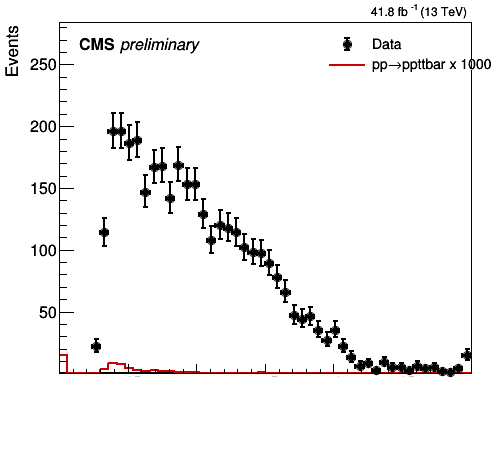 41.8 fb⁻¹ (13 TeV)
Events
CMS preliminary
Data
pp→ppttbar x 1000
250
200
150
100
50